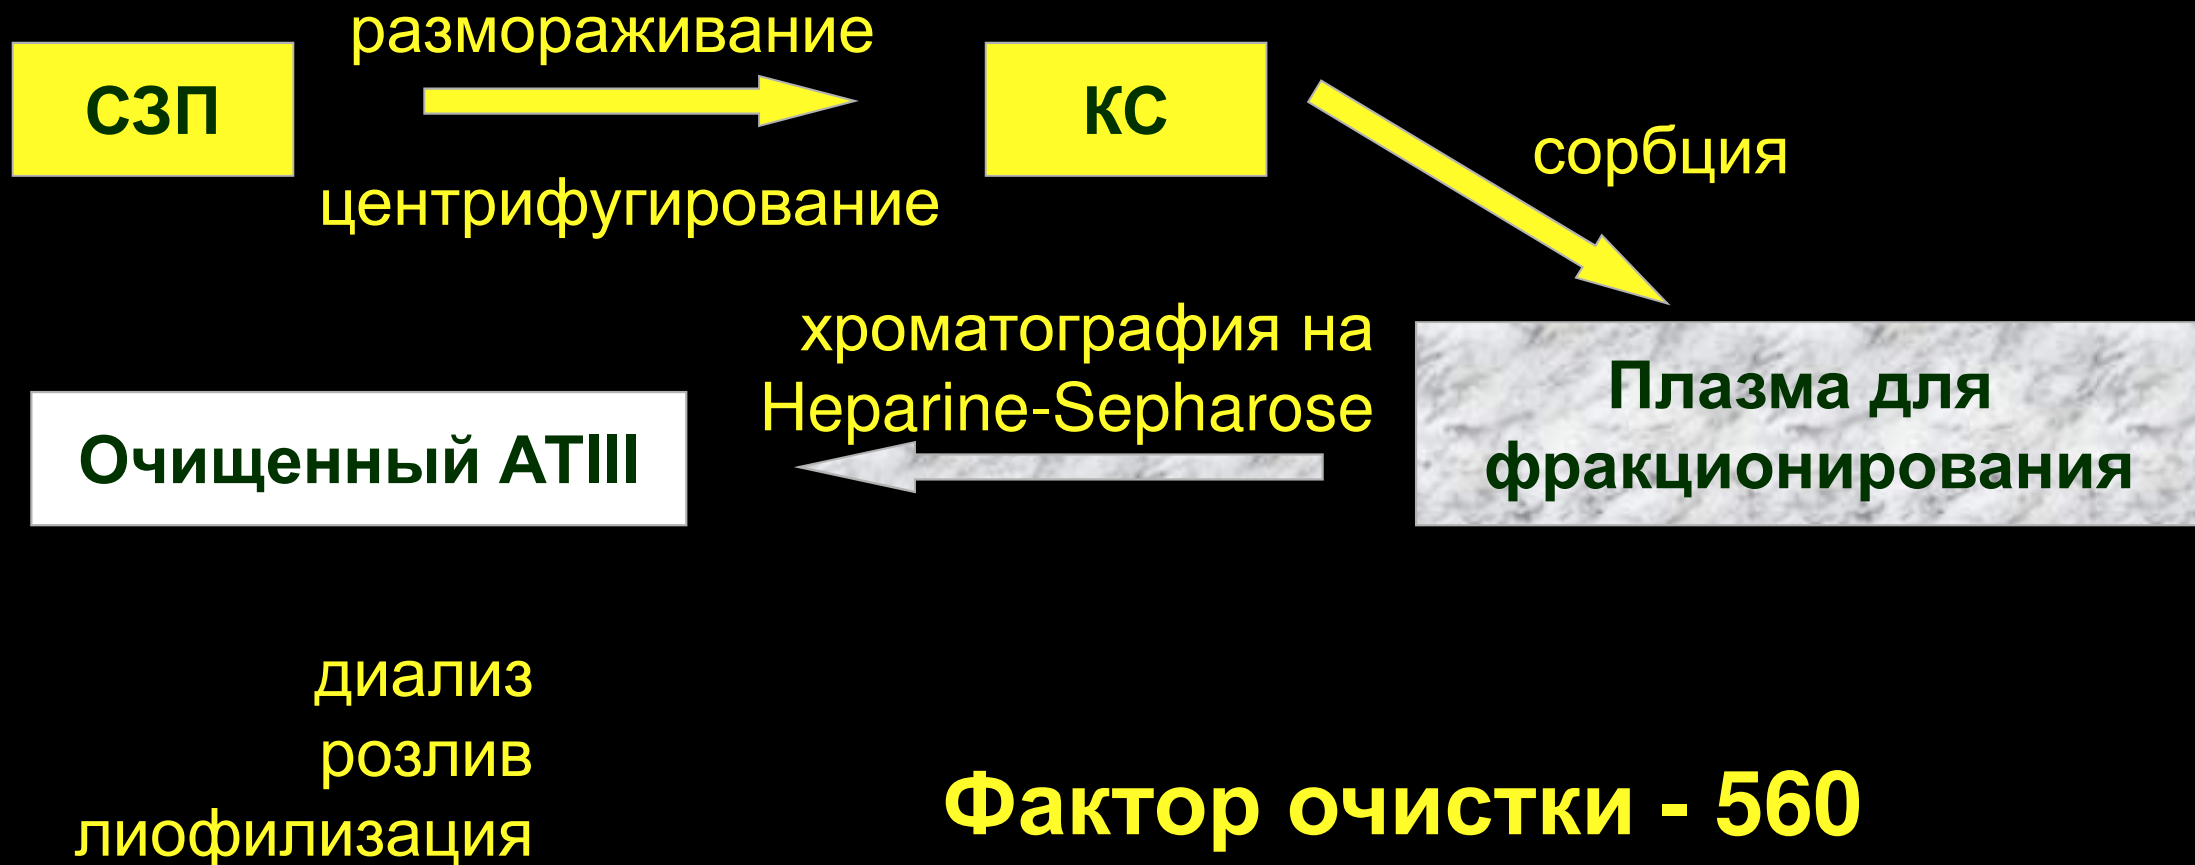 размораживание
СЗП
КС
центрифугирование
сорбция
хроматография на
Heparine-Sepharose
Плазма для
фракционирования
Очищенный АТIII
диализ
розлив
лиофилизация
Фактор очистки - 560